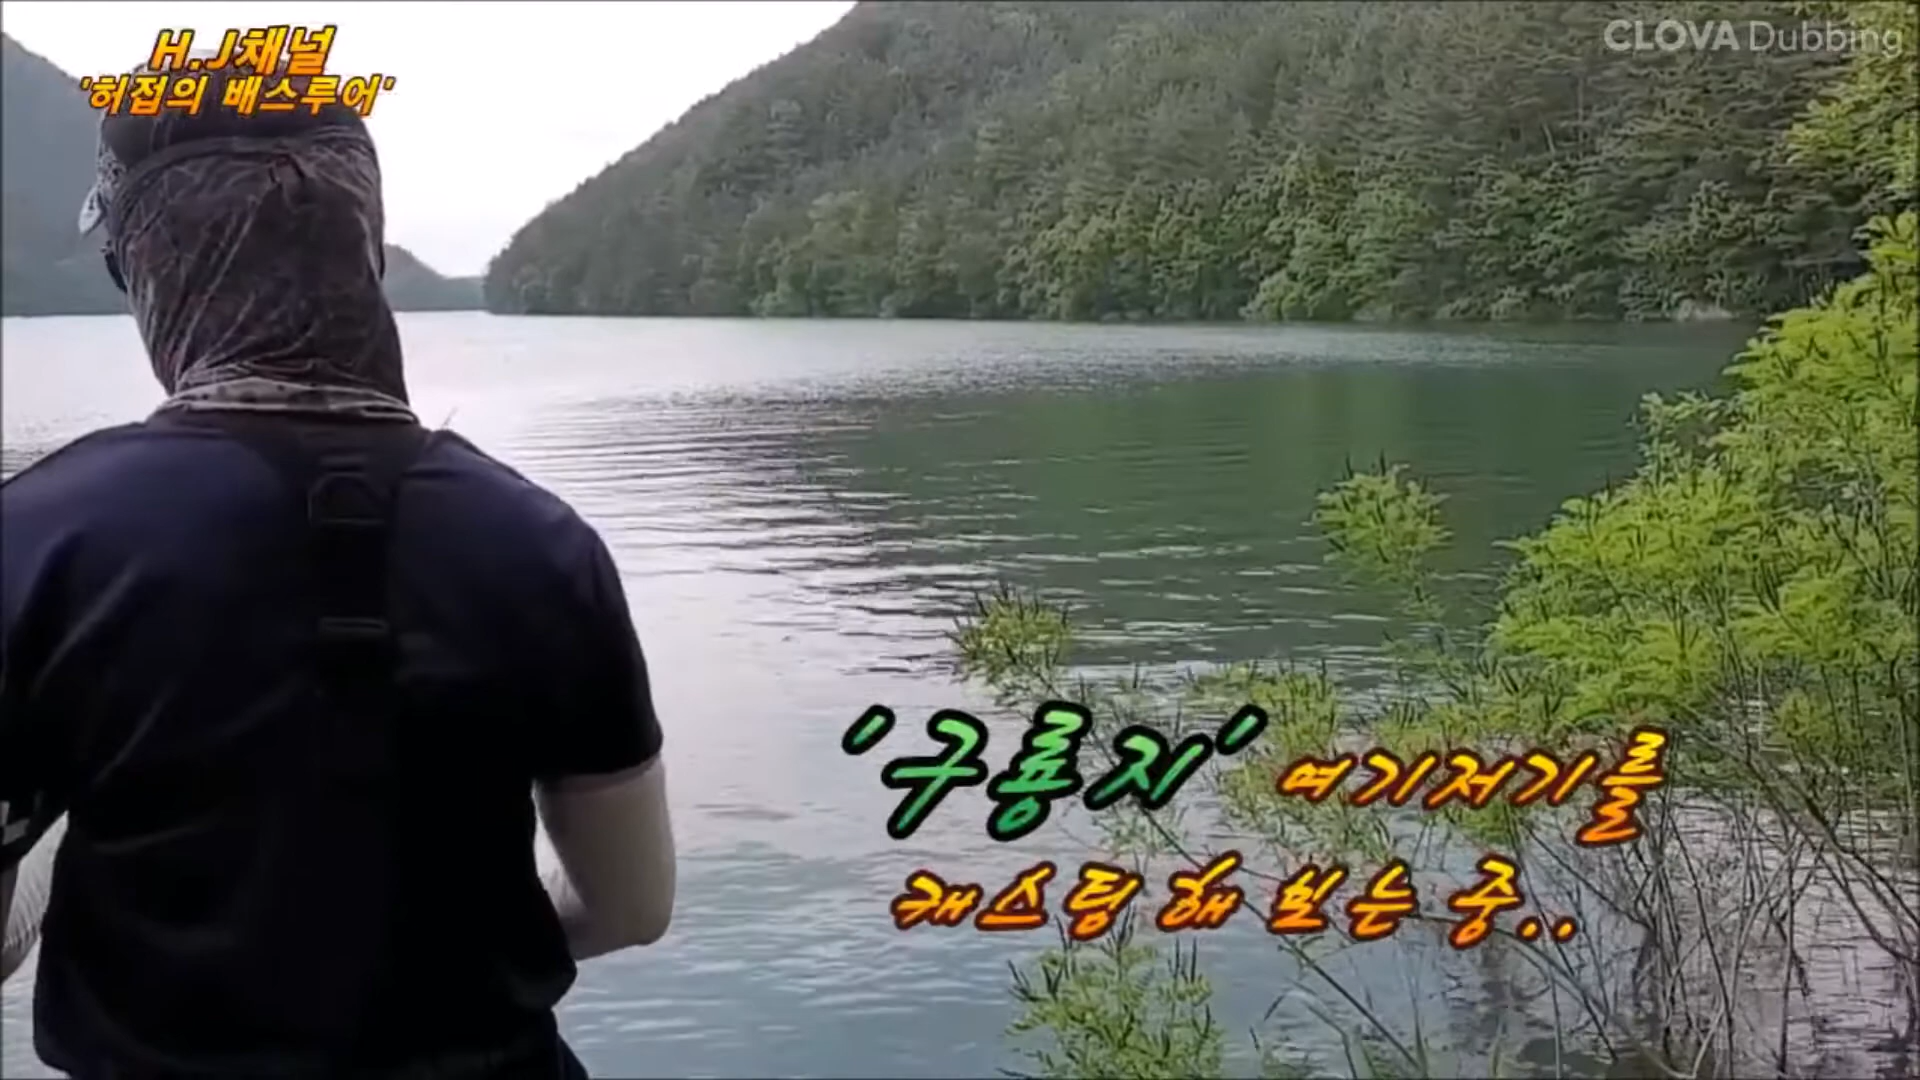 H.J채널
'허접의 배스루어'
CLOVA Dubbing
'구룡지' 여기저기를
캐스팅 해 보는 중..